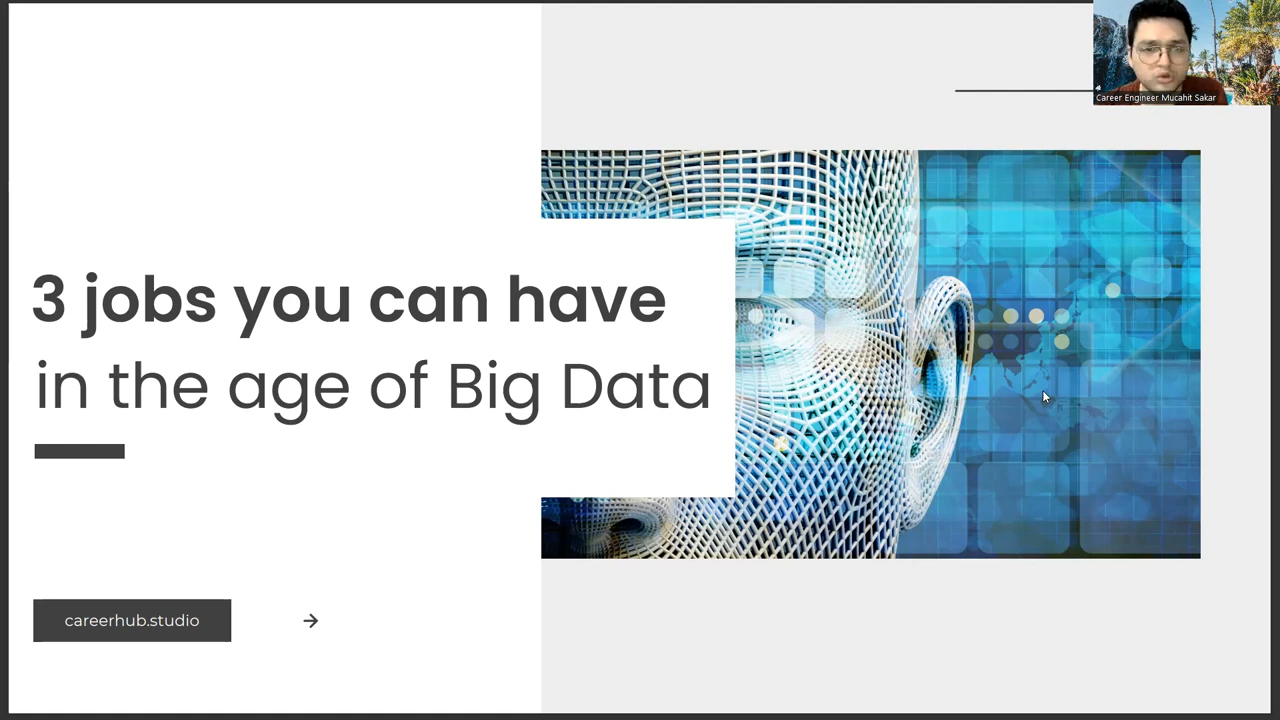 Career Engineer Mucahit Sakar
3 jobs you can have
in the age of Big Data
careerhub.studio